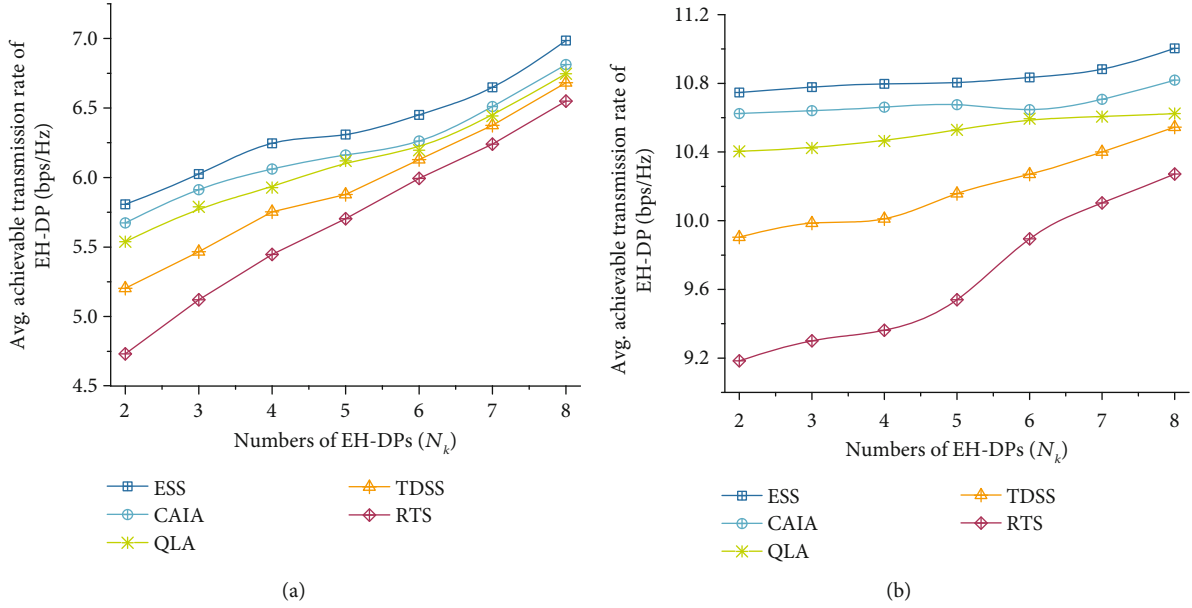 Avg. achievable transmission rate of
EH-DP (bps/Hz)
7.0
6.5
6.0
5.5
5.0
4.5
2 3 4 5 6 7 8
Numbers of EH-DPs (N_k)
ESS TDSS
CAIA RTS
QLA
(a)
Avg. achievable transmission rate of
EH-DP (bps/Hz)
11.2
10.8
10.4
10.0
9.6
9.2
2 3 4 5 6 7 8
Numbers of EH-DPs (N_k)
ESS TDSS
CAIA RTS
QLA
(b)